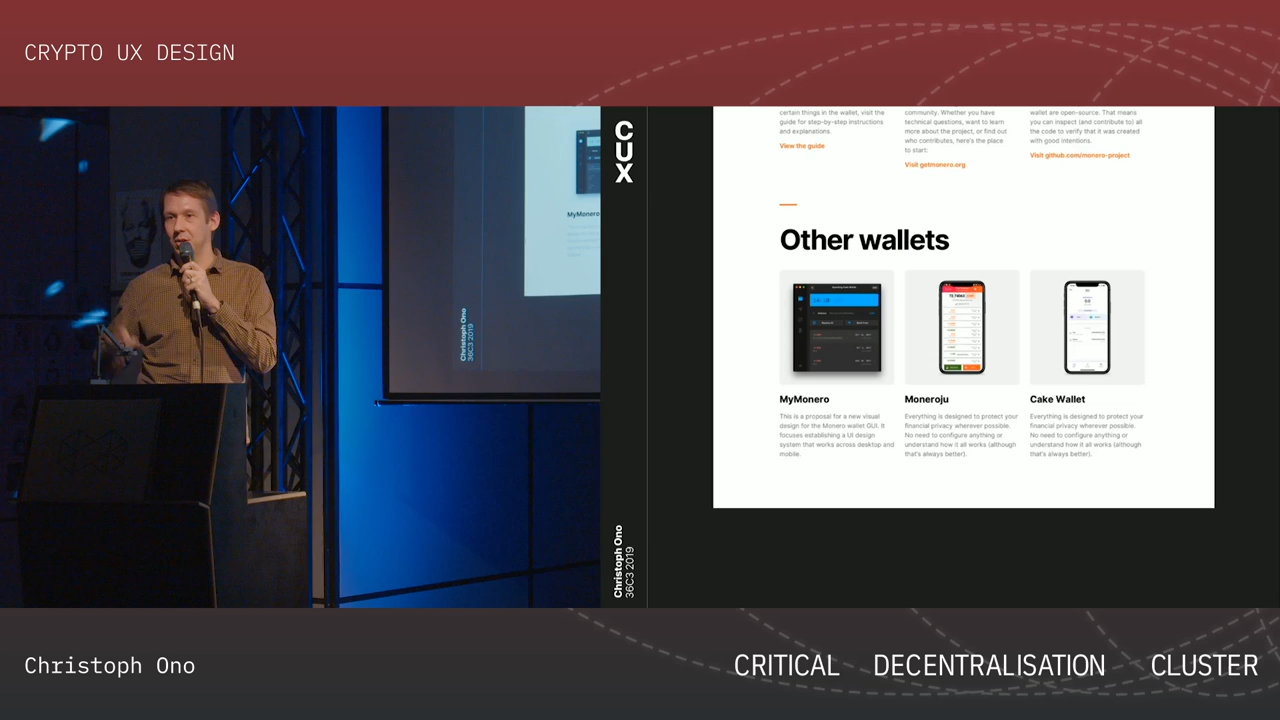 CRYPTO UX DESIGN
MyMonero
Christoph Ono
36C3 2019
CUX
Christoph Ono
36C3 2019
certain things in the wallet, visit the
guide for step-by-step instructions
and explanations.
View the guide
community. Whether you have
technical questions, want to learn
more about the project, or find out
who contributes, here's the place
to start:
Visit getmonero.org
wallet are open-source. That means
you can inspect (and contribute to) all
the code to verify that it was created
with good intentions.
Visit github.com/monero-project
Other wallets
MyMonero
This is a proposal for a new visual
design for the Monero wallet GUI. It
focuses establishing a UI design
system that works across desktop and
mobile.
Moneroju
Everything is designed to protect your
financial privacy wherever possible.
No need to configure anything or
understand how it all works (although
that's always better).
Cake Wallet
Everything is designed to protect your
financial privacy wherever possible.
No need to configure anything or
understand how it all works (although
that's always better).
Christoph Ono
CRITICAL DECENTRALISATION CLUSTER